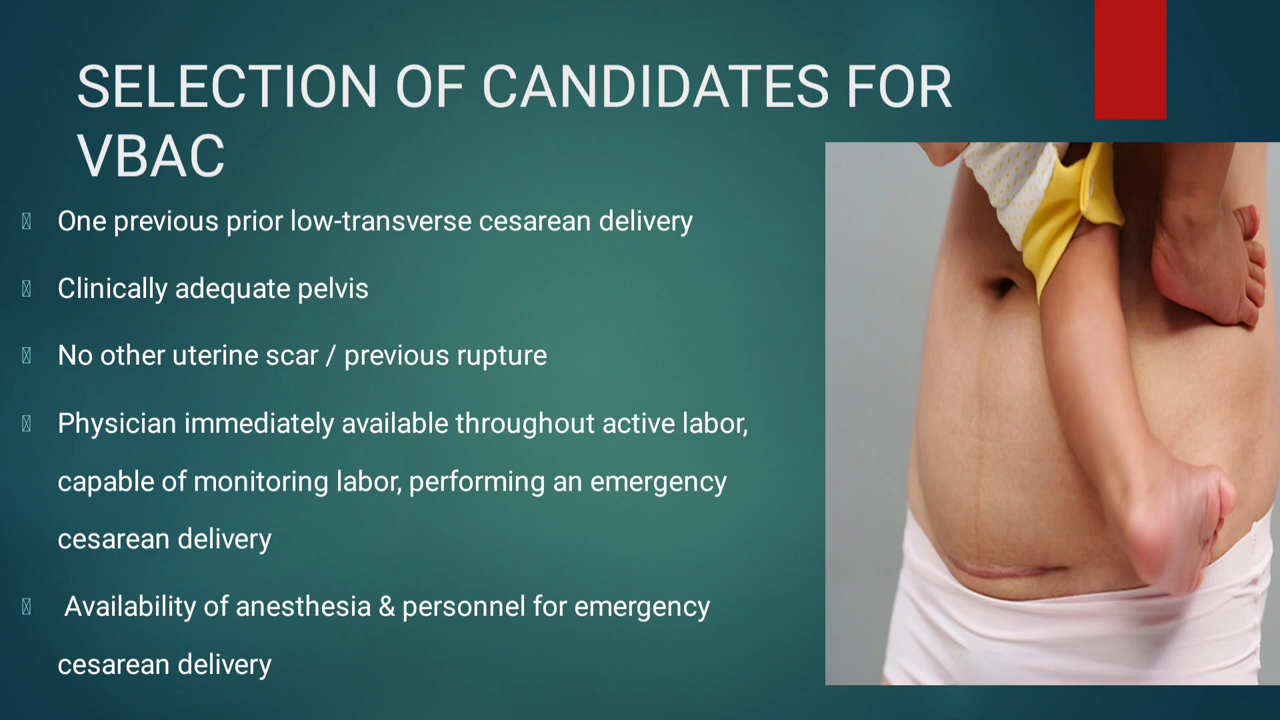 SELECTION OF CANDIDATES FOR
VBAC
One previous prior low-transverse cesarean delivery
Clinically adequate pelvis
No other uterine scar / previous rupture
Physician immediately available throughout active labor,
capable of monitoring labor, performing an emergency
cesarean delivery
Availability of anesthesia & personnel for emergency
cesarean delivery